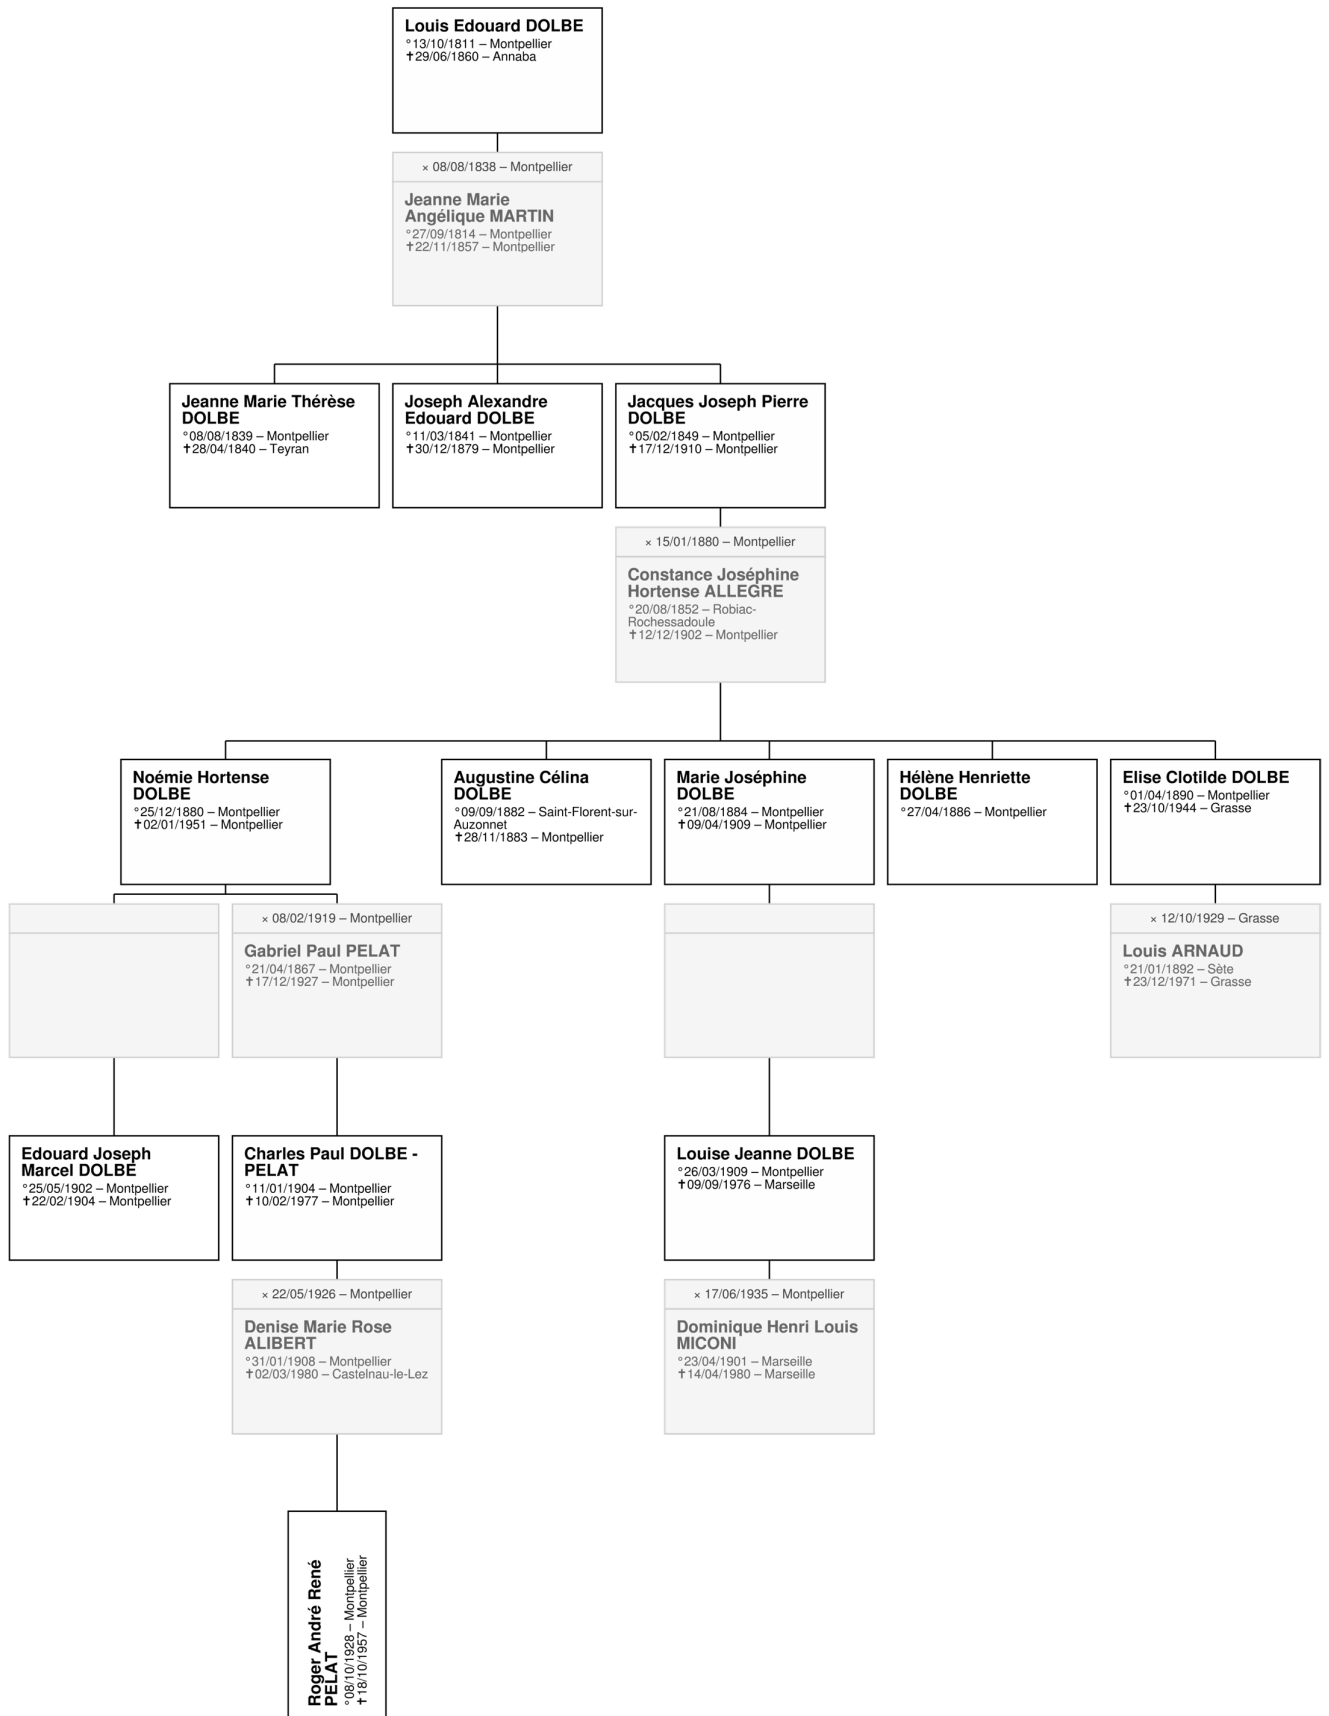 Louis Edouard DOLBE
°13/10/1811 – Montpellier
✝29/06/1860 – Annaba
× 08/08/1838 – Montpellier
Jeanne Marie
Angélique MARTIN
°27/09/1814 – Montpellier
✝22/11/1857 – Montpellier
Jeanne Marie Thérèse
DOLBE
°08/08/1839 – Montpellier
✝28/04/1840 – Teyran
Joseph Alexandre
Edouard DOLBE
°11/03/1841 – Montpellier
✝30/12/1879 – Montpellier
Jacques Joseph Pierre
DOLBE
°05/02/1849 – Montpellier
✝17/12/1910 – Montpellier
× 15/01/1880 – Montpellier
Constance Joséphine
Hortense ALLEGRE
°20/08/1852 – Robiac-
Rochessadoule
✝12/12/1902 – Montpellier
Noémie Hortense
DOLBE
°25/12/1880 – Montpellier
✝02/01/1951 – Montpellier
Augustine Célina
DOLBE
°09/09/1882 – Saint-Florent-sur-
Auzonnet
✝28/11/1883 – Montpellier
Marie Joséphine
DOLBE
°21/08/1884 – Montpellier
✝09/04/1909 – Montpellier
Hélène Henriette
DOLBE
°27/04/1886 – Montpellier
Elise Clotilde DOLBE
°01/04/1890 – Montpellier
✝23/10/1944 – Grasse
× 08/02/1919 – Montpellier
Gabriel Paul PELAT
°21/04/1867 – Montpellier
✝17/12/1927 – Montpellier
× 12/10/1929 – Grasse
Louis ARNAUD
°21/01/1892 – Sète
✝23/12/1971 – Grasse
Edouard Joseph
Marcel DOLBE
°25/05/1902 – Montpellier
✝22/02/1904 – Montpellier
Charles Paul DOLBE -
PELAT
°11/01/1904 – Montpellier
✝10/02/1977 – Montpellier
Louise Jeanne DOLBE
°26/03/1909 – Montpellier
✝09/09/1976 – Marseille
× 22/05/1926 – Montpellier
Denise Marie Rose
ALIBERT
°31/01/1908 – Montpellier
✝02/03/1980 – Castelnau-le-Lez
× 17/06/1935 – Montpellier
Dominique Henri Louis
MICONI
°23/04/1901 – Marseille
✝14/04/1980 – Marseille
Roger André René
PELAT
°08/10/1928 – Montpellier
✝18/10/1957 – Montpellier